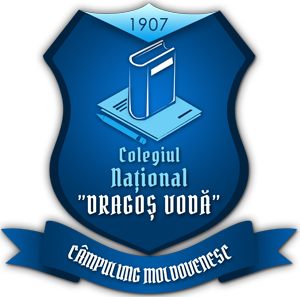 1907
Colegiul
Național
"DRAGOȘ VODĂ"
CÂMPULUNG MOLDOVENESC